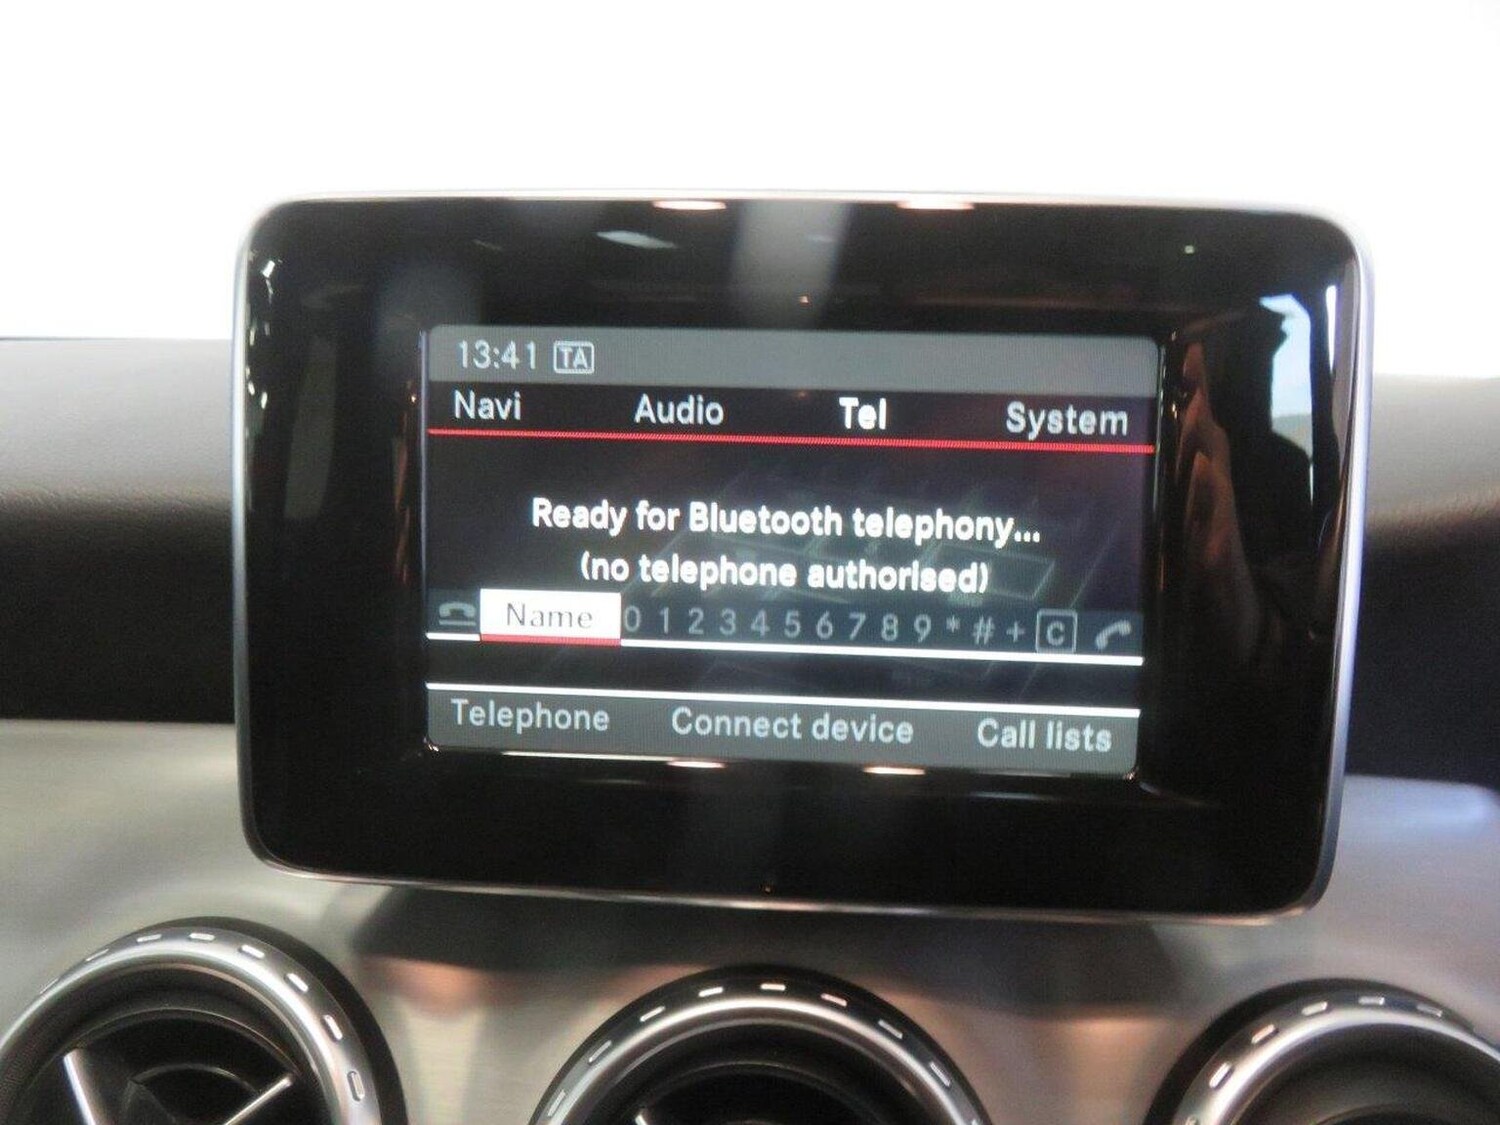 13:41 TA
Navi Audio Tel System
Ready for Bluetooth telephony...
(no telephone authorised)
Name 0 1 2 3 4 5 6 7 8 9 * # + C
Telephone Connect device Call lists